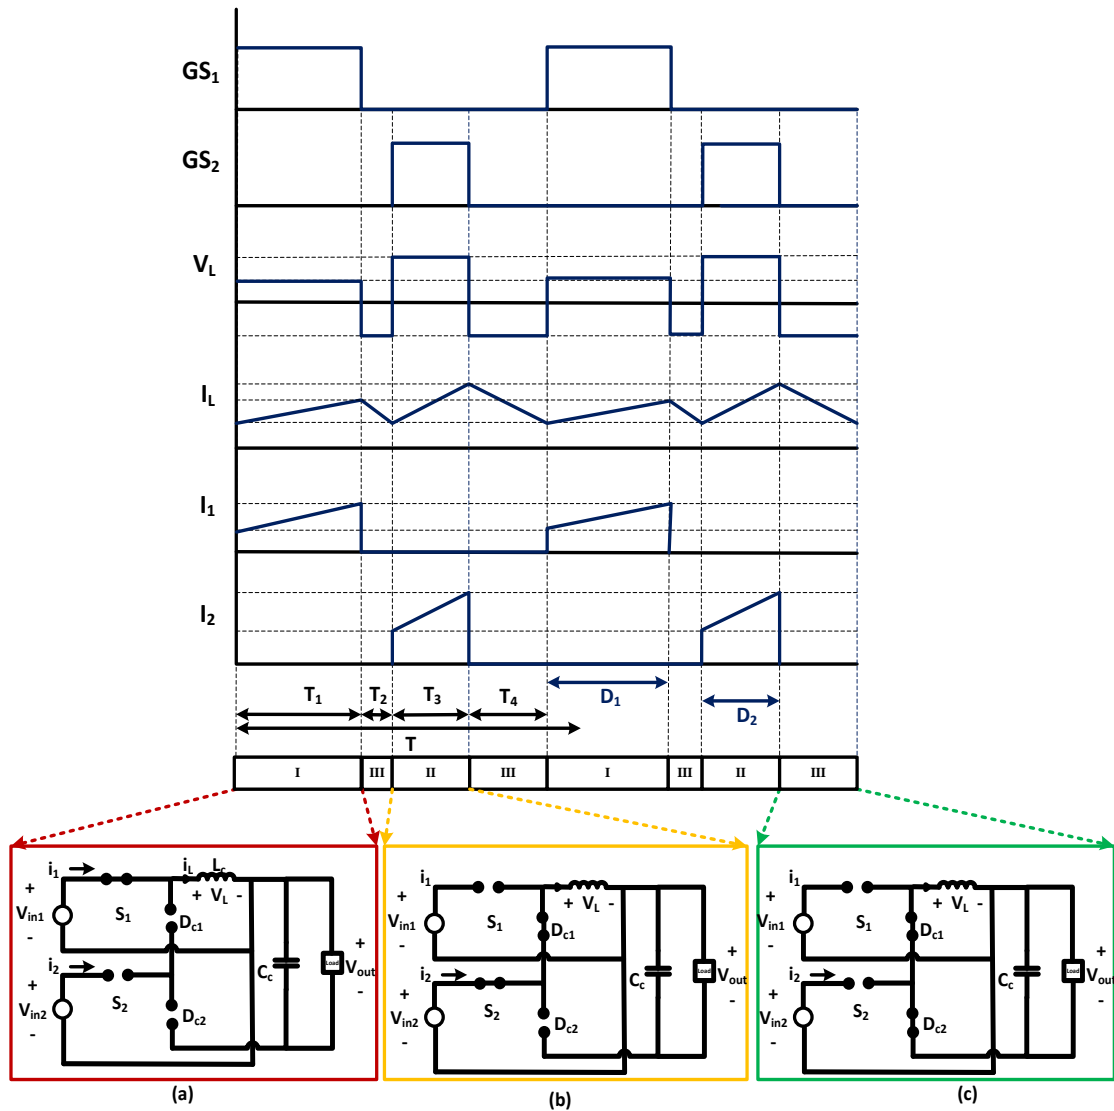 GS1
GS2
VL
IL
I1
I2
T1 T2 T3 T4 D1 D2
T
I III II III I III II III
i1 iL Lc
+ + VL -
Vin1 S1 Dc1
-
i2 +
+ Cc Load Vout
Vin2 S2 Dc2 -
-
(a)
i1
+ + VL -
Vin1 S1 Dc1
-
i2 +
+ Cc Load Vout
Vin2 S2 Dc2 -
-
(b)
i1
+ VL -
Vin1 S1 Dc1
-
i2 +
+ Cc Load Vout
Vin2 S2 Dc2 -
-
(c)